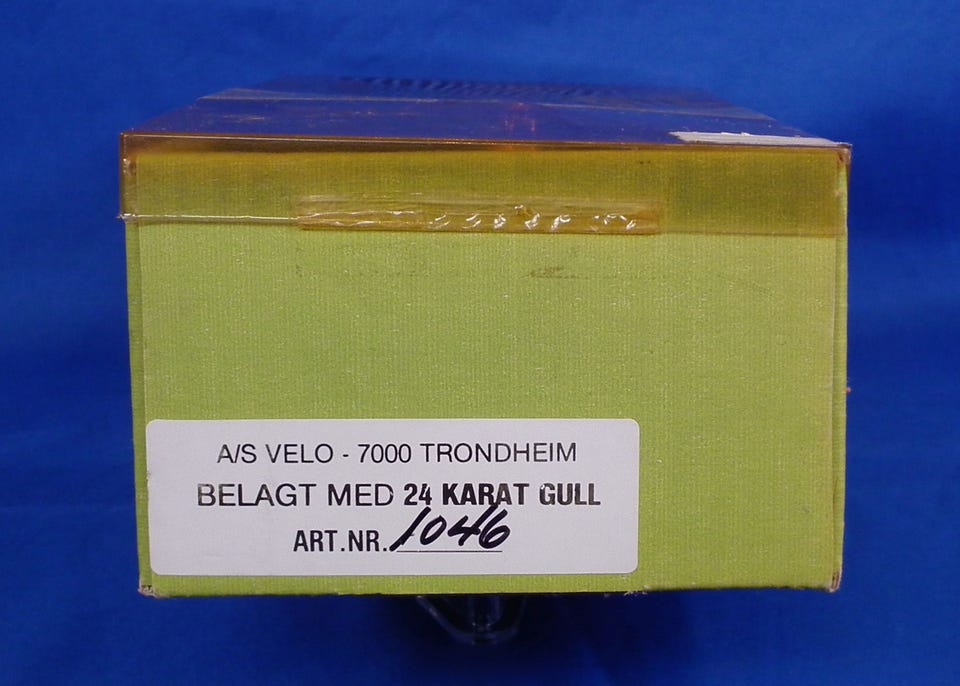 A/S VELO - 7000 TRONDHEIM
BELAGT MED 24 KARAT GULL
ART.NR. 1046